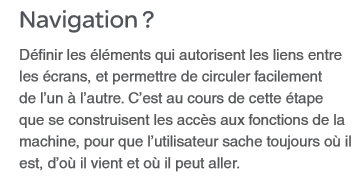 Navigation ?
Définir les éléments qui autorisent les liens entre
les écrans, et permettre de circuler facilement
de l'un à l'autre. C'est au cours de cette étape
que se construisent les accès aux fonctions de la
machine, pour que l'utilisateur sache toujours où il
est, d'où il vient et où il peut aller.